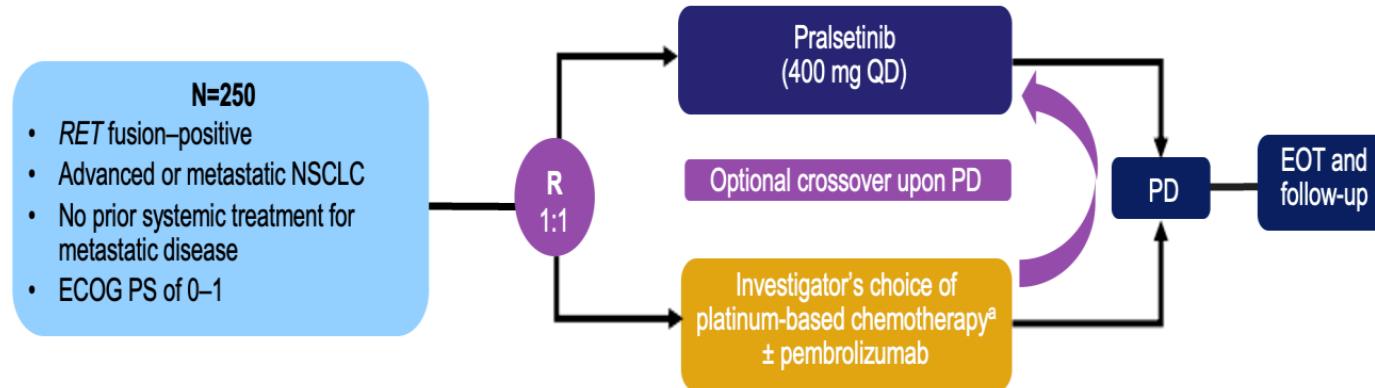 N=250
• RET fusion–positive
• Advanced or metastatic NSCLC
• No prior systemic treatment for
metastatic disease
• ECOG PS of 0–1
R
1:1
Pralsetinib
(400 mg QD)
Optional crossover upon PD
Investigator's choice of
platinum-based chemotherapyᵃ
± pembrolizumab
PD
EOT and
follow-up